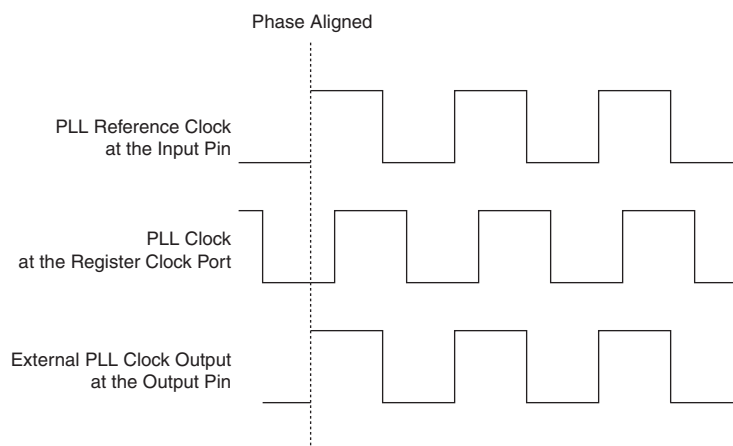 Phase Aligned
PLL Reference Clock
at the Input Pin
PLL Clock
at the Register Clock Port
External PLL Clock Output
at the Output Pin